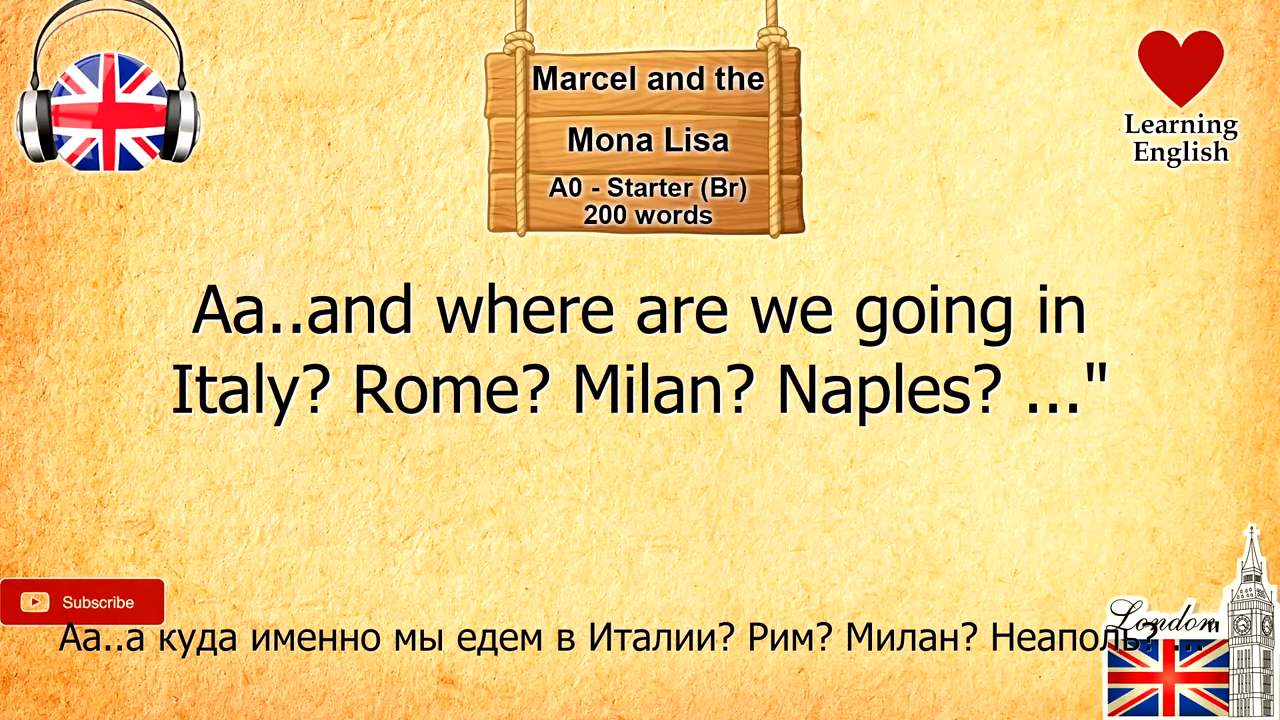 Marcel and the
Mona Lisa
A0 - Starter (Br)
200 words
Learning
English
Aa..and where are we going in
Italy? Rome? Milan? Naples? ..."
Subscribe
Аа..а куда именно мы едем в Италии? Рим? Милан? Неаполь? ..."
London